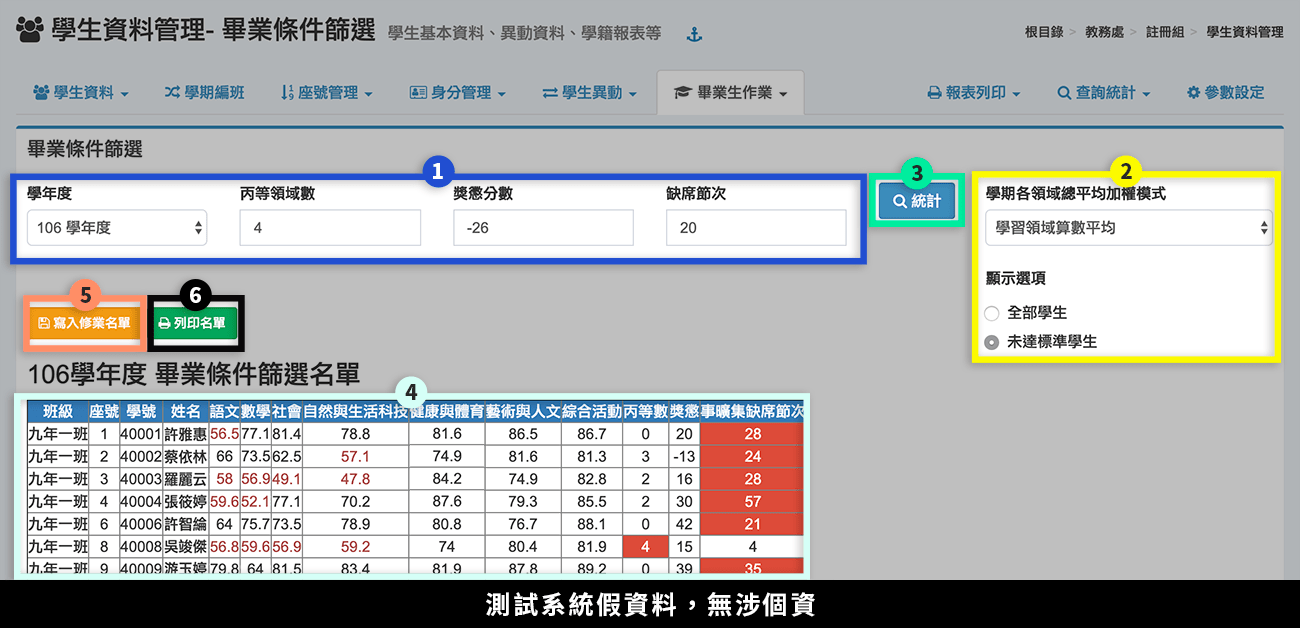 學生資料管理- 畢業條件篩選 學生基本資料、異動資料、學籍報表等
根目錄 > 教務處 > 註冊組 > 學生資料管理
學生資料 學期編班 座號管理 身分管理 學生異動 畢業生作業 報表列印 查詢統計 參數設定
畢業條件篩選
1
3
2
學年度 丙等領域數 獎懲分數 缺席節次
106 學年度 4 -26 20
統計
學期各領域總平均加權模式
學習領域算數平均
顯示選項
全部學生
未達標準學生
5
6
寫入修業名單 列印名單
106學年度 畢業條件篩選名單
4
班級 座號 學號 姓名 語文 數學 社會 自然與生活科技 健康與體育 藝術與人文 綜合活動 丙等數 獎懲 事曠集缺席節次
九年一班 1 40001 許雅惠 56.5 77.1 81.4 78.8 81.6 86.5 86.7 0 20 28
九年一班 2 40002 蔡依林 66 73.5 62.5 57.1 74.9 81.6 81.3 3 -13 24
九年一班 3 40003 羅麗云 58 56.9 49.1 47.8 84.2 74.9 82.8 2 16 28
九年一班 4 40004 張筱婷 59.6 52.1 77.1 70.2 87.6 79.3 85.5 2 30 57
九年一班 6 40006 許智綸 64 75.7 73.5 78.9 80.8 76.7 88.1 0 42 21
九年一班 8 40008 吳竣傑 56.8 59.6 56.9 59.2 74 80.4 81.9 4 15 4
九年一班 9 40009 游玉婷 79.8 64 81.5 83.4 81.9 87.8 89.2 0 39 35
測試系統假資料，無涉個資